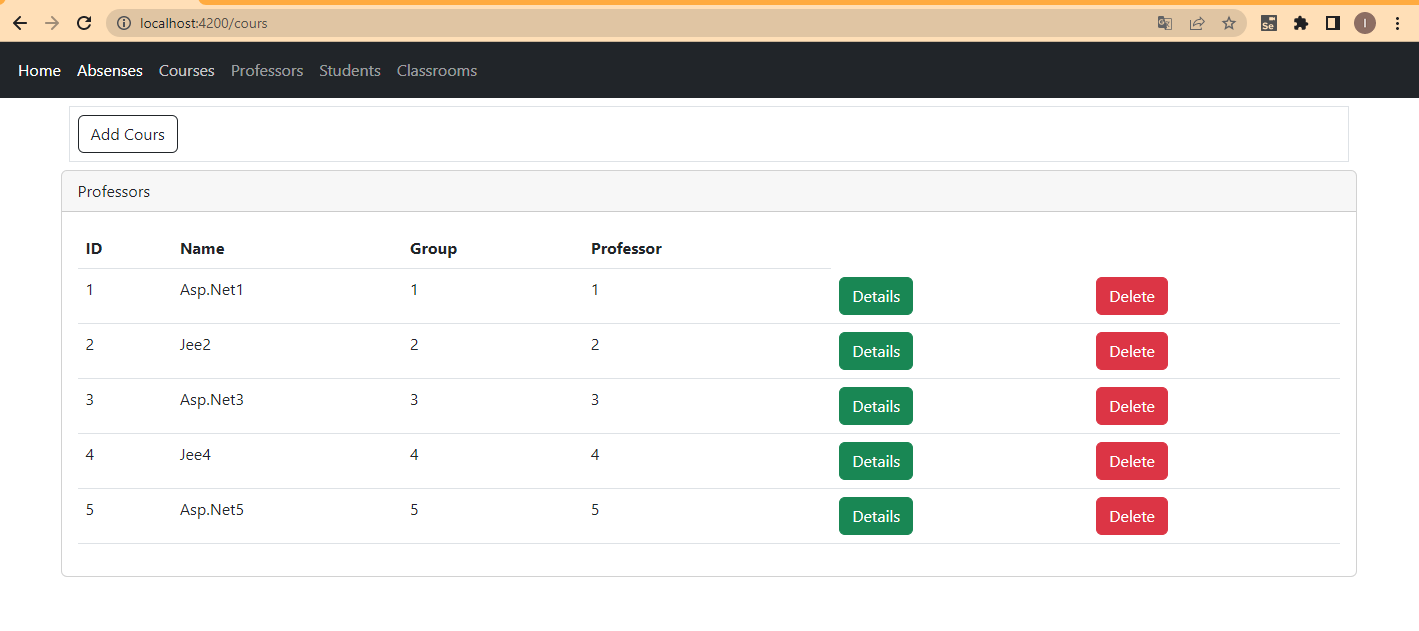 localhost:4200/cours
Se
I
Home Absenses Courses Professors Students Classrooms
Add Cours
Professors
ID Name Group Professor
1 Asp.Net1 1 1 Details Delete
2 Jee2 2 2 Details Delete
3 Asp.Net3 3 3 Details Delete
4 Jee4 4 4 Details Delete
5 Asp.Net5 5 5 Details Delete